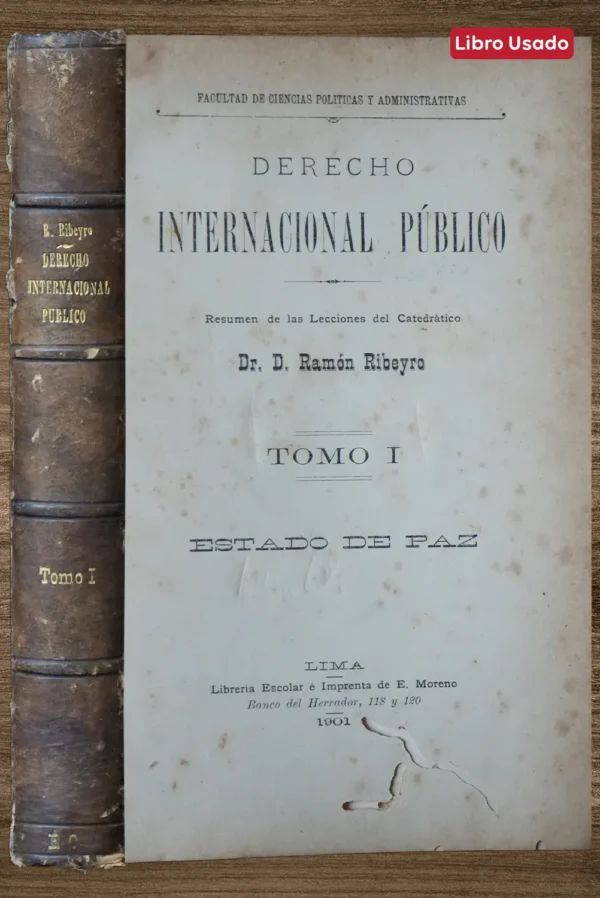 Libro Usado
R. Ribeyro
DERECHO
INTERNACIONAL
PUBLICO
Tomo I
H C
FACULTAD DE CIENCIAS POLITICAS Y ADMINISTRATIVAS
DERECHO
INTERNACIONAL PÚBLICO
Resumen de las Lecciones del Catedrático
Dr. D. Ramón Ribeyro
TOMO I
ESTADO DE PAZ
LIMA
Libreria Escolar é Imprenta de E. Moreno
Banco del Herrador, 118 y 120
1901